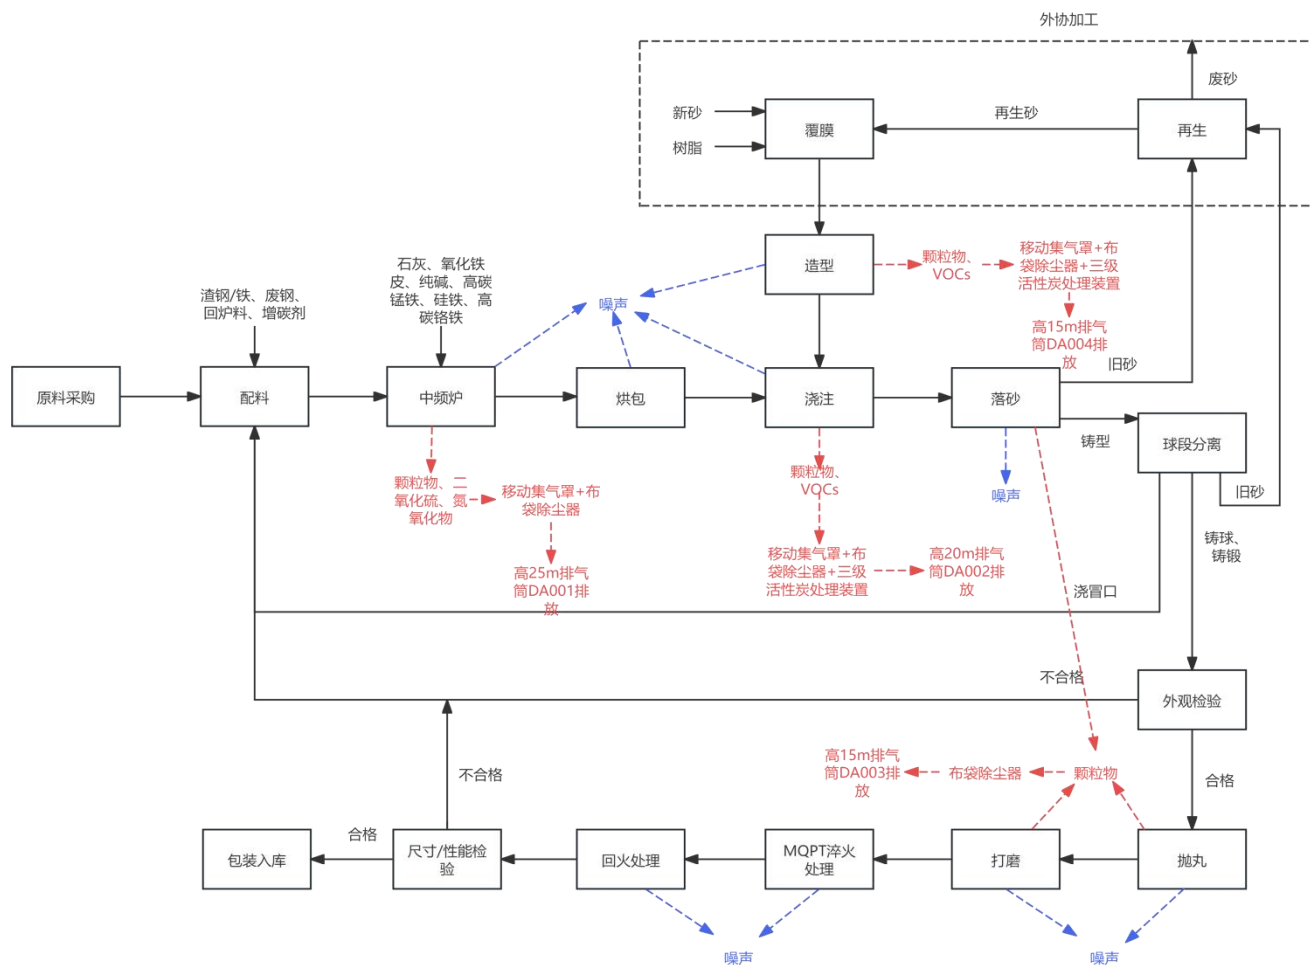 外协加工
废砂
新砂
覆膜
再生砂
再生
树脂
造型
颗粒物、
VOCs
移动集气罩+布
袋除尘器+三级
活性炭处理装置
石灰、氧化铁
皮、纯碱、高碳
锰铁、硅铁、高
碳铬铁
渣钢/铁、废钢、
回炉料、增碳剂
噪声
高15m排气
筒DA004排
放
旧砂
原料采购
配料
中频炉
烘包
浇注
落砂
铸型
球段分离
颗粒物、二
氧化硫、氮
氧化物
移动集气罩+布
袋除尘器
颗粒物、
VOCs
噪声
旧砂
铸球、
铸锻
高25m排气
筒DA001排
放
移动集气罩+布
袋除尘器+三级
活性炭处理装置
高20m排气
筒DA002排
放
浇冒口
不合格
外观检验
高15m排气
筒DA003排
放
布袋除尘器
颗粒物
合格
不合格
合格
包装入库
尺寸/性能检
验
回火处理
MQPT淬火
处理
打磨
抛丸
噪声
噪声